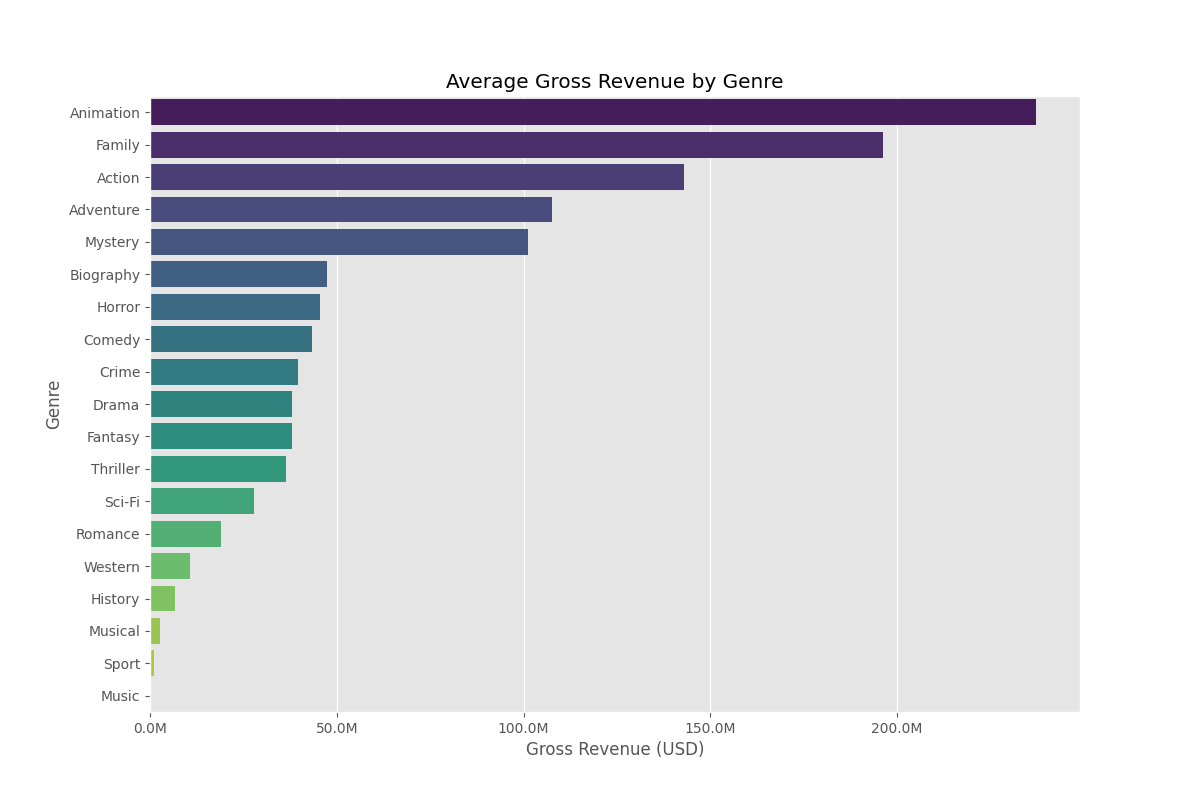 Average Gross Revenue by Genre
Animation
Family
Action
Adventure
Mystery
Biography
Horror
Comedy
Crime
Drama
Fantasy
Thriller
Sci-Fi
Romance
Western
History
Musical
Sport
Music
Genre
0.0M 50.0M 100.0M 150.0M 200.0M
Gross Revenue (USD)